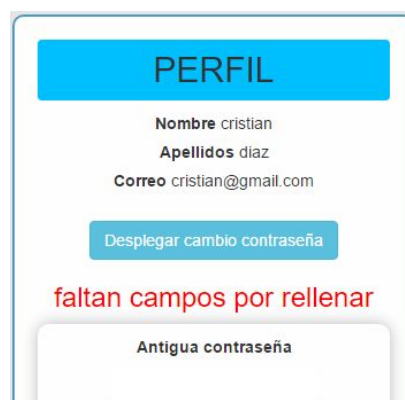 PERFIL
Nombre cristian
Apellidos diaz
Correo cristian@gmail.com
Desplegar cambio contraseña
faltan campos por rellenar
Antigua contraseña